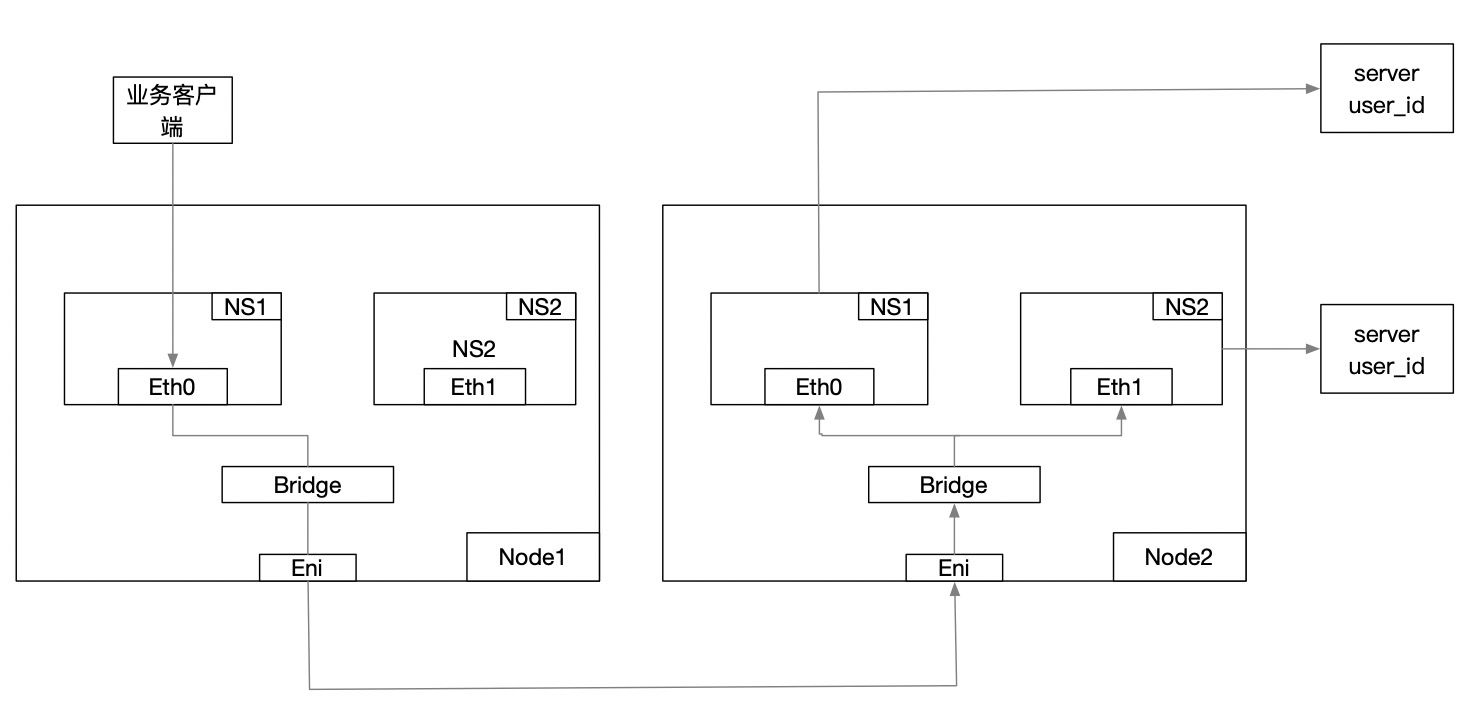 业务客户
端
server
user_id
NS1
NS2
NS2
Eth0
Eth1
Bridge
Eni
Node1
NS1
NS2
Eth0
Eth1
Bridge
Eni
Node2
server
user_id